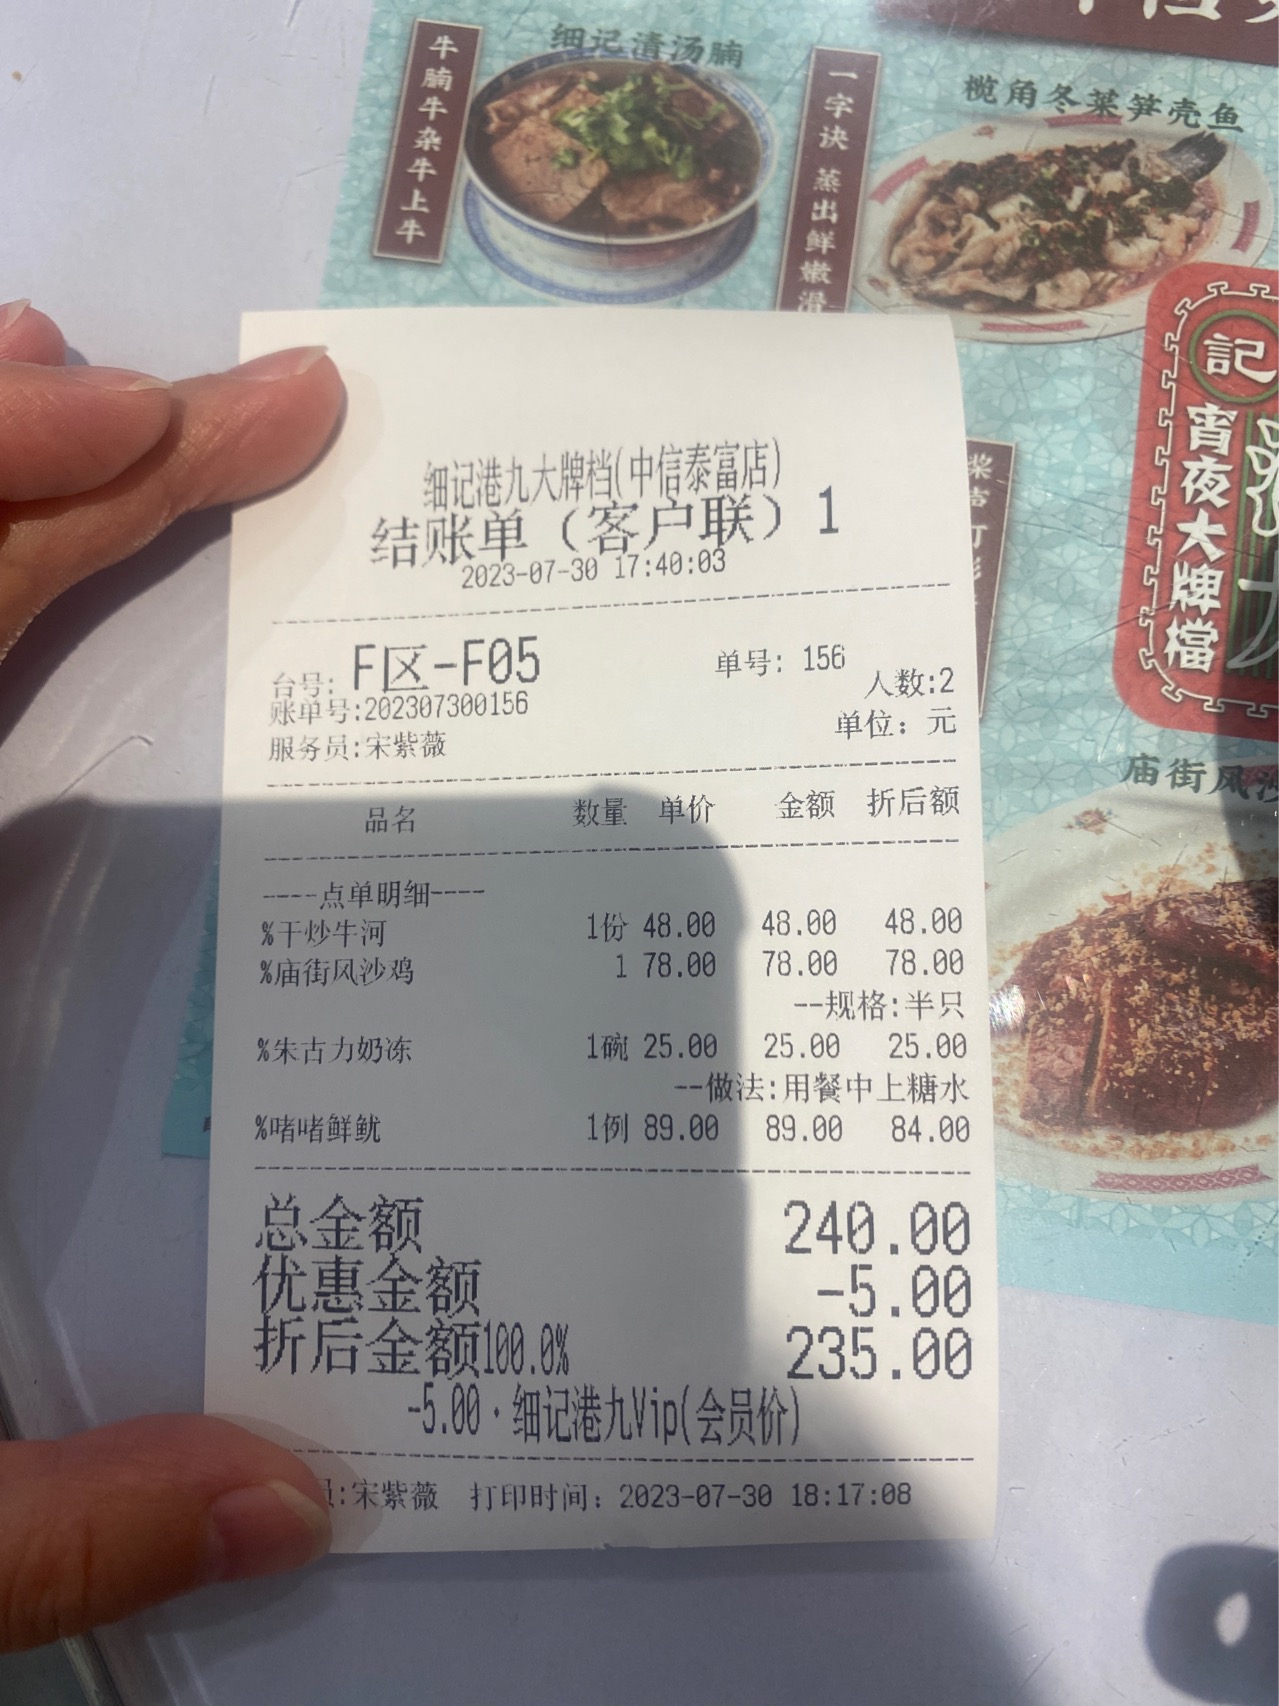 牛腩牛杂牛上牛
细记清汤腩
一字诀 蒸出鲜嫩滑
榄角冬菜笋壳鱼
記
宵夜大牌檔
庙街风沙
细记港九大牌档(中信泰富店)
结账单（客户联）1
2023-07-30 17:40:03
台号: F区-F05 单号: 156
人数:2
账单号:202307300156
单位: 元
服务员:宋紫薇
品名 数量 单价 金额 折后额
----点单明细----
%干炒牛河 1份 48.00 48.00 48.00
%庙街风沙鸡 1 78.00 78.00 78.00
--规格:半只
%朱古力奶冻 1碗 25.00 25.00 25.00
--做法:用餐中上糖水
%啫啫鲜鱿 1例 89.00 89.00 84.00
总金额 240.00
优惠金额 -5.00
折后金额100.0% 235.00
-5.00·细记港九Vip(会员价)
员:宋紫薇 打印时间: 2023-07-30 18:17:08